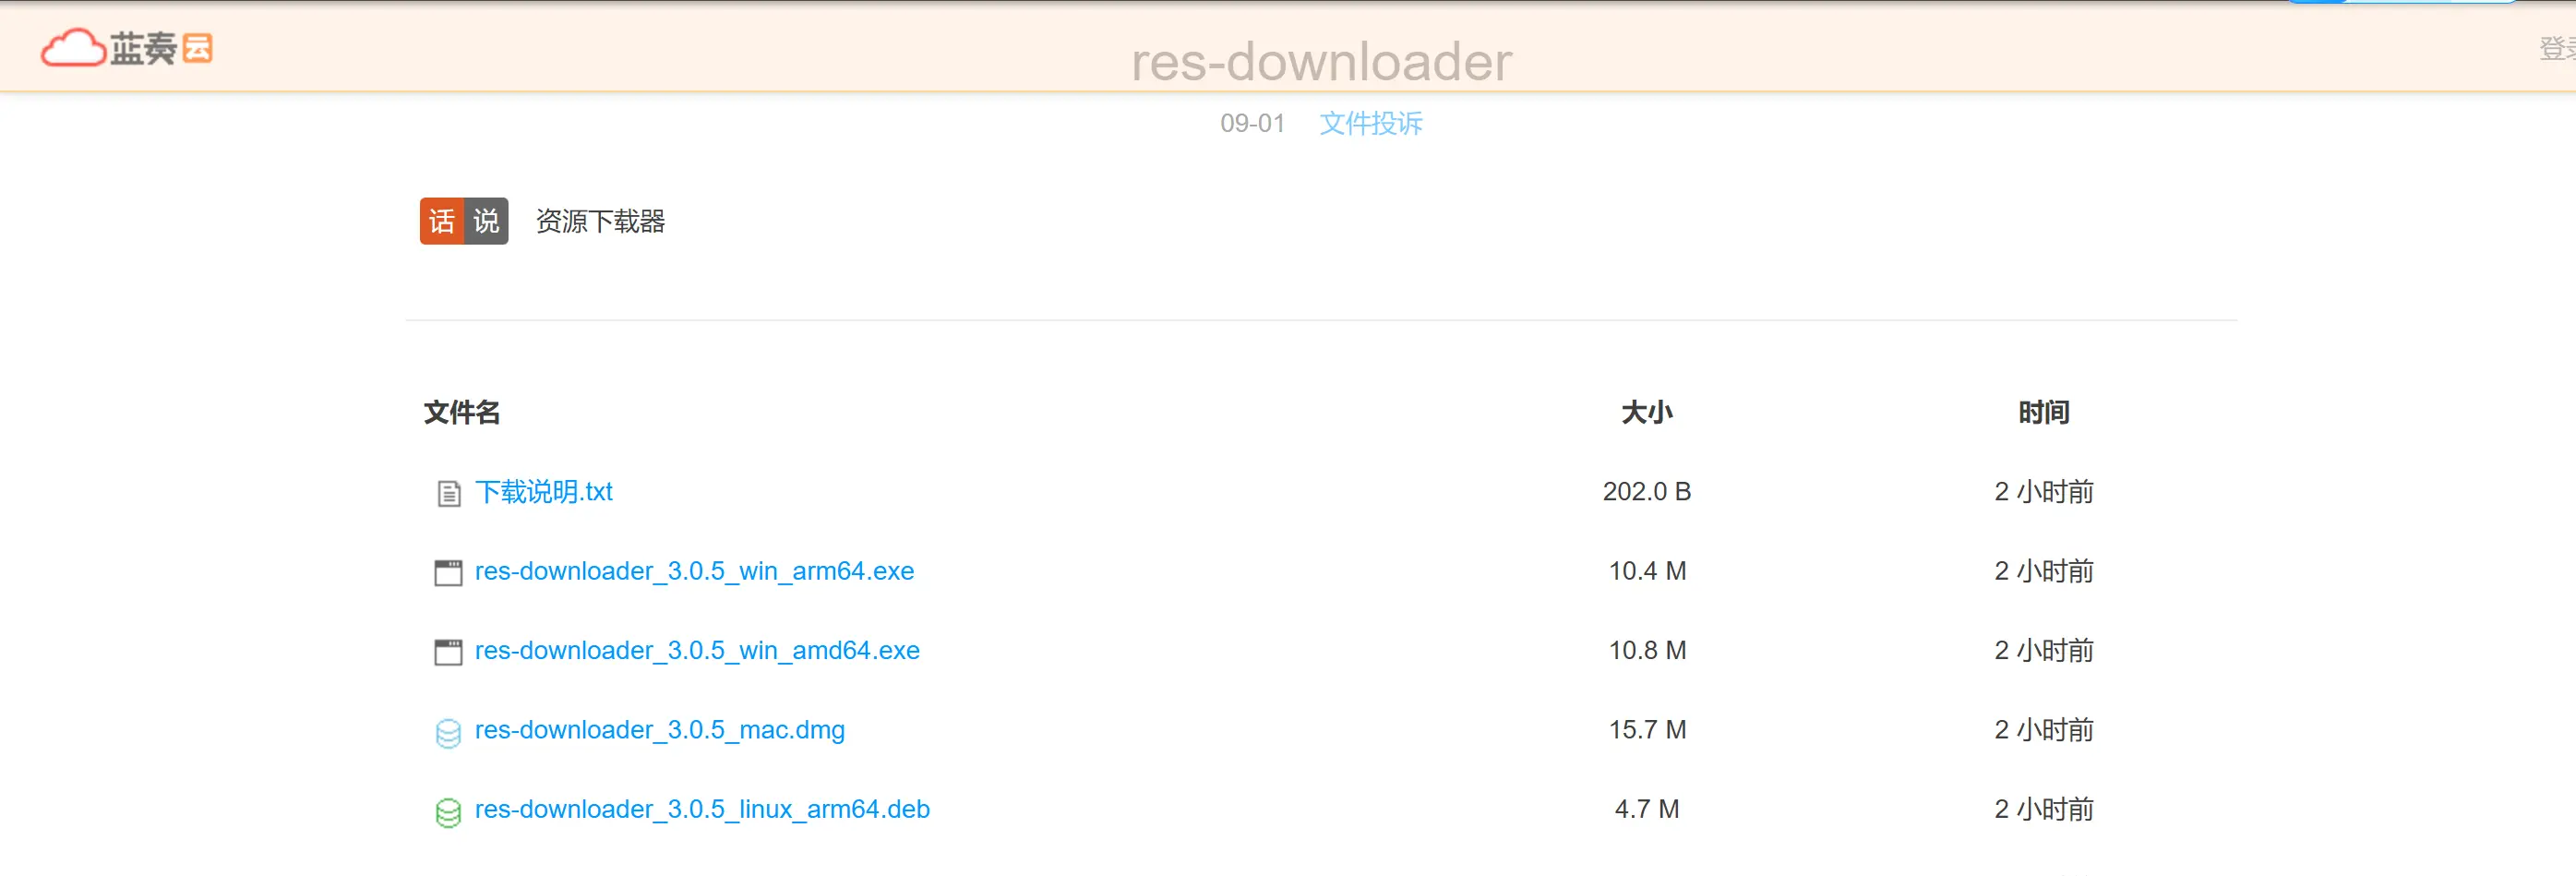 蓝奏云
res-downloader
登录
09-01 文件投诉
话说 资源下载器
文件名 大小 时间
下载说明.txt 202.0 B 2 小时前
res-downloader_3.0.5_win_arm64.exe 10.4 M 2 小时前
res-downloader_3.0.5_win_amd64.exe 10.8 M 2 小时前
res-downloader_3.0.5_mac.dmg 15.7 M 2 小时前
res-downloader_3.0.5_linux_arm64.deb 4.7 M 2 小时前